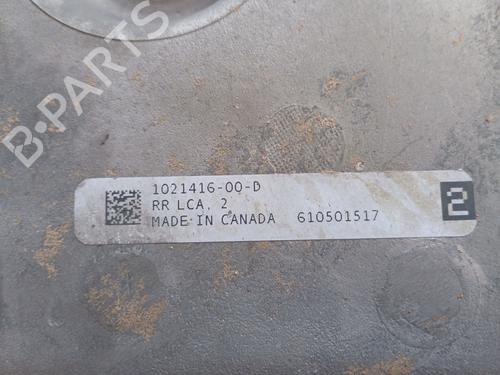 B-PARTS
1021416-00-D
RR LCA. 2
MADE IN CANADA 610501517
2